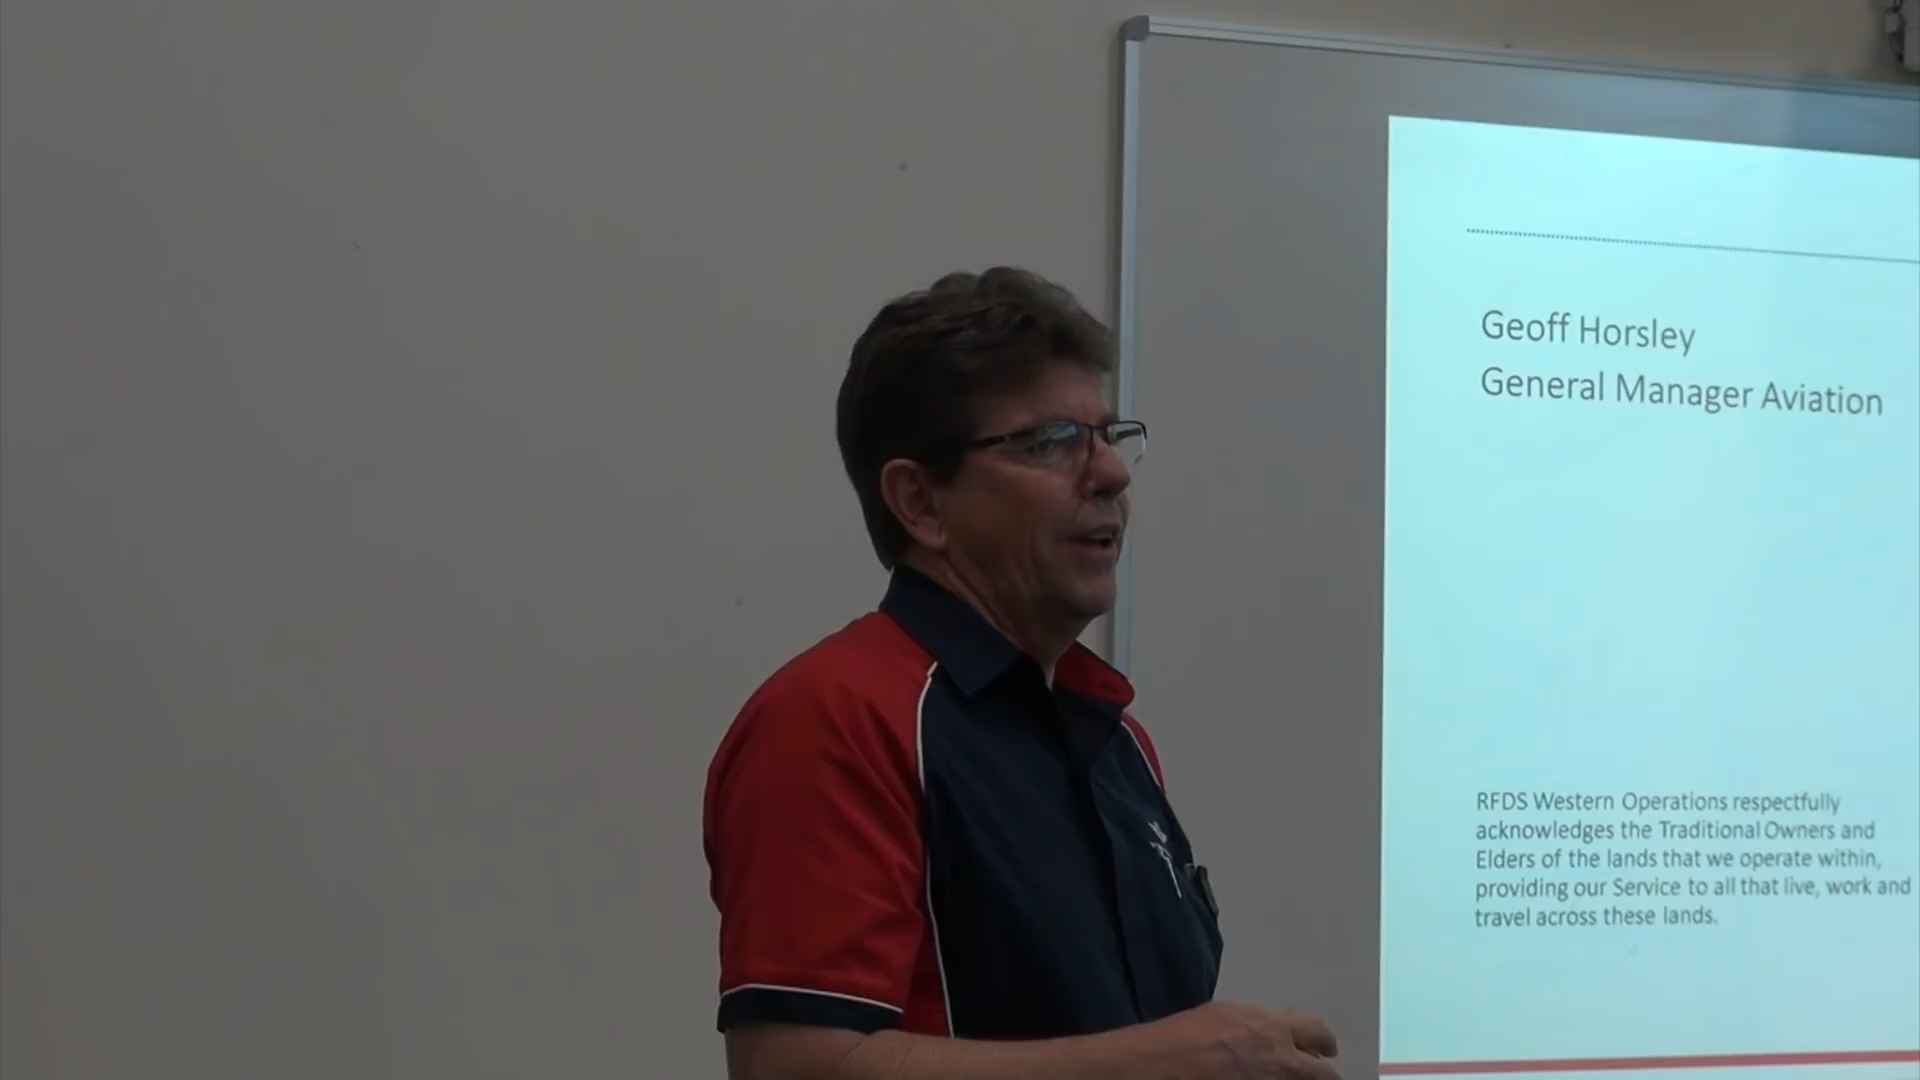 Geoff Horsley
General Manager Aviation
RFDS Western Operations respectfully
acknowledges the Traditional Owners and
Elders of the lands that we operate within,
providing our Service to all that live, work and
travel across these lands.